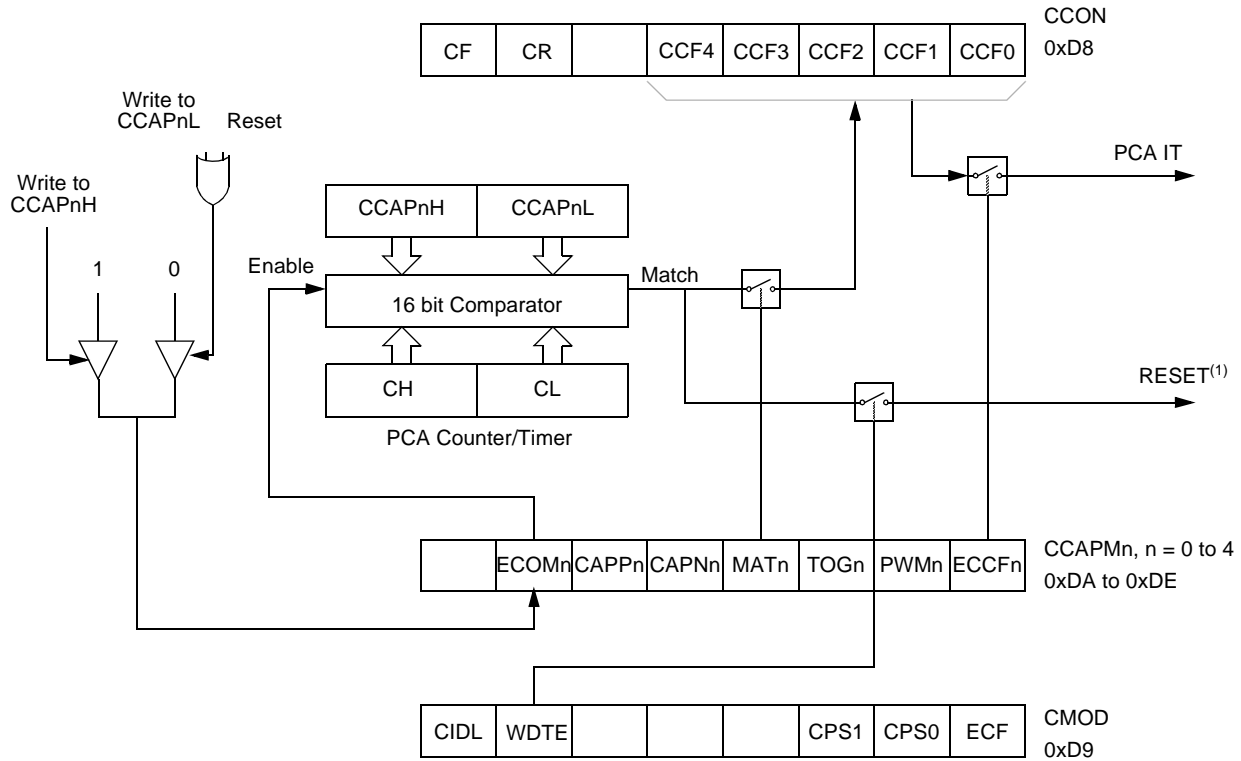 CCON
0xD8
CF CR CCF4 CCF3 CCF2 CCF1 CCF0
Write to
CCAPnL
Reset
Write to
CCAPnH
1 0
Enable
CCAPnH CCAPnL
16 bit Comparator
Match
CH CL
PCA Counter/Timer
PCA IT
RESET(1)
ECOMn CAPPn CAPNn MATn TOGn PWMn ECCFn
CCAPMn, n = 0 to 4
0xDA to 0xDE
CIDL WDTE CPS1 CPS0 ECF
CMOD
0xD9